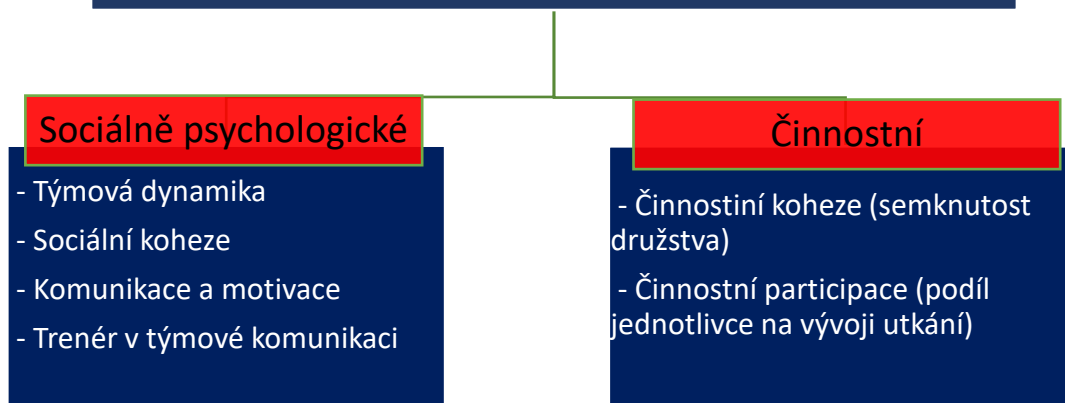 Sociálně psychologické
- Týmová dynamika
- Sociální koheze
- Komunikace a motivace
- Trenér v týmové komunikaci
Činnostní
- Činnostiní koheze (semknutost
družstva)
- Činnostní participace (podíl
jednotlivce na vývoji utkání)